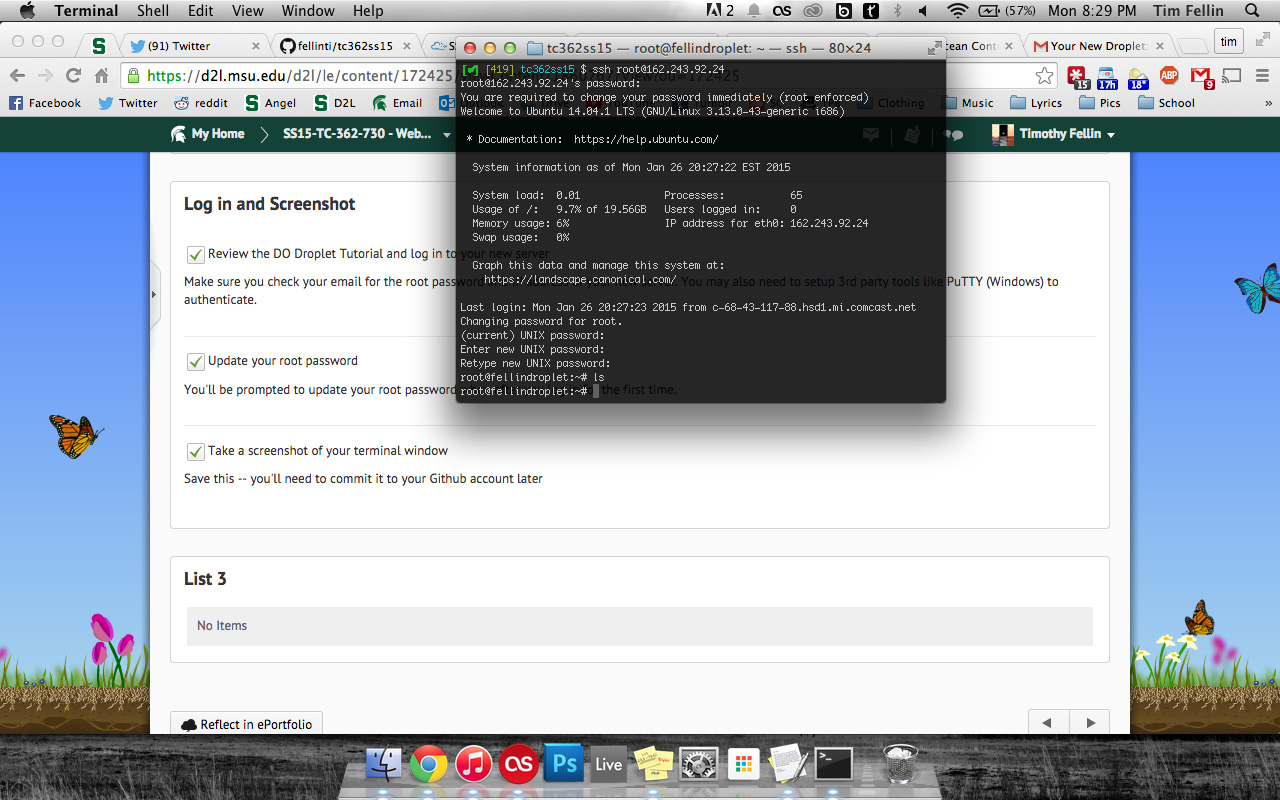 Terminal Shell Edit View Window Help
2 (57%) Mon 8:29 PM Tim Fellin
(91) Twitter
fellinti/tc362ss15
Your New Droplet:
tim
https://d2l.msu.edu/d2l/le/content/172425
15 17h 18° ABP 9
Facebook Twitter reddit Angel D2L Email Clothing Music Lyrics Pics School »
My Home SS15-TC-362-730 - Web... Timothy Fellin
tc362ss15 — root@fellindroplet: ~ — ssh — 80×24
[✔] [419] tc362ss15 $ ssh root@162.243.92.24
root@162.243.92.24's password:
You are required to change your password immediately (root enforced)
Welcome to Ubuntu 14.04.1 LTS (GNU/Linux 3.13.0-43-generic i686)
* Documentation: https://help.ubuntu.com/
System information as of Mon Jan 26 20:27:22 EST 2015
System load: 0.01 Processes: 65
Usage of /: 9.7% of 19.56GB Users logged in: 0
Memory usage: 6% IP address for eth0: 162.243.92.24
Swap usage: 0%
Graph this data and manage this system at:
https://landscape.canonical.com/
Last login: Mon Jan 26 20:27:23 2015 from c-68-43-117-88.hsd1.mi.comcast.net
Changing password for root.
(current) UNIX password:
Enter new UNIX password:
Retype new UNIX password:
root@fellindroplet:~# ls
root@fellindroplet:~#
Log in and Screenshot
Review the DO Droplet Tutorial and log in to your new server
Make sure you check your email for the root password You may also need to setup 3rd party tools like PuTTY (Windows) to
authenticate.
Update your root password
You'll be prompted to update your root password the first time.
Take a screenshot of your terminal window
Save this -- you'll need to commit it to your Github account later
List 3
No Items
Reflect in ePortfolio
Ps Live